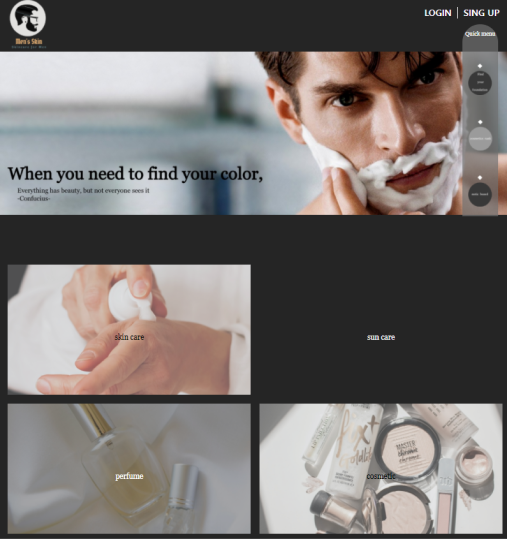 LOGIN | SING UP
Men's Skin
Quick menu
When you need to find your color,
Everything has beauty, but not everyone sees it
-Confucius-
skin care
sun care
perfume
cosmetic